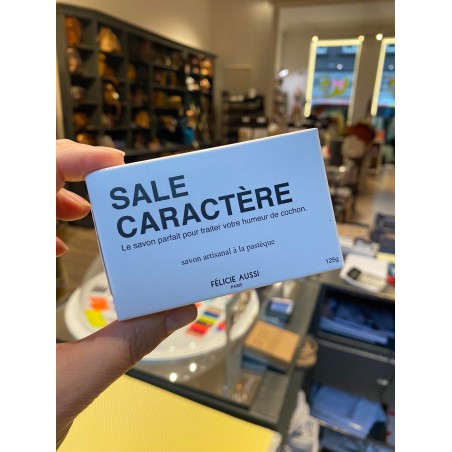 SALE
CARACTÈRE
Le savon parfait pour traiter votre humeur de cochon.
savon artisanal à la pastèque
FÉLICIE AUSSI
PARIS
125g